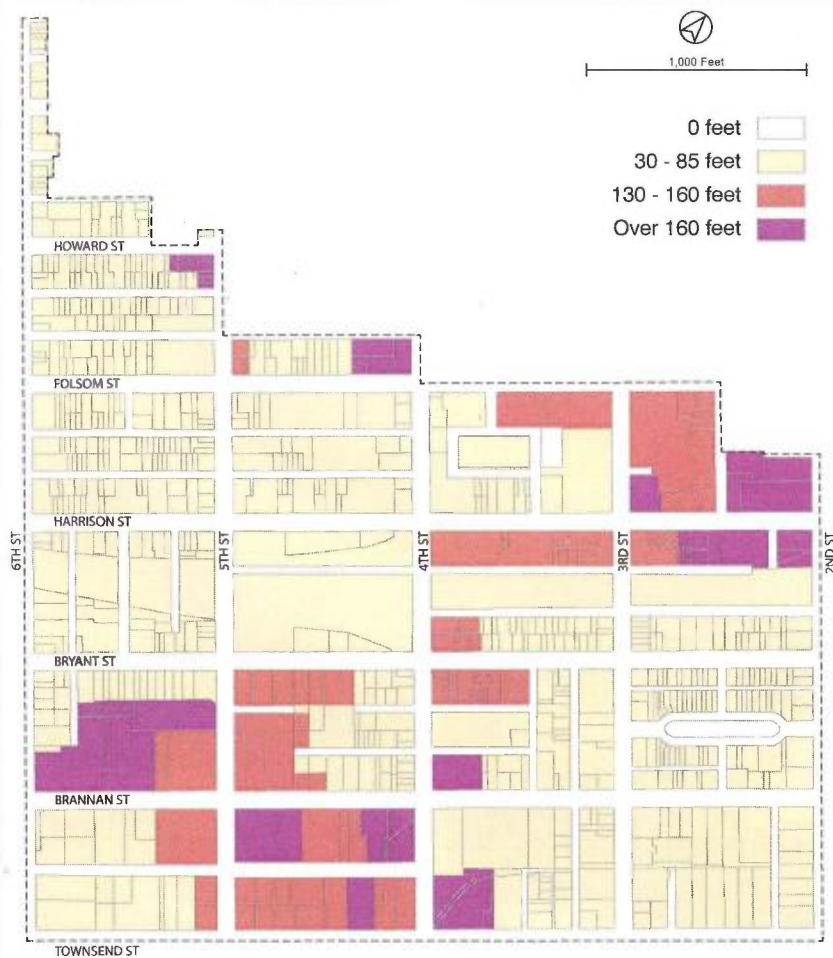 1,000 Feet
0 feet
30 - 85 feet
130 - 160 feet
Over 160 feet
HOWARD ST
FOLSOM ST
HARRISON ST
6TH ST
5TH ST
4TH ST
3RD ST
2ND ST
BRYANT ST
BRANNAN ST
TOWNSEND ST